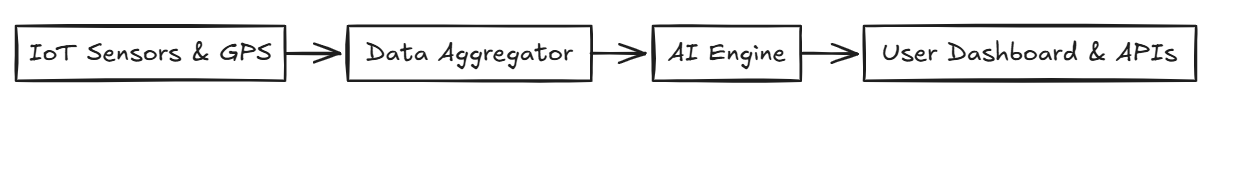 IoT Sensors & GPS
Data Aggregator
AI Engine
User Dashboard & APIs